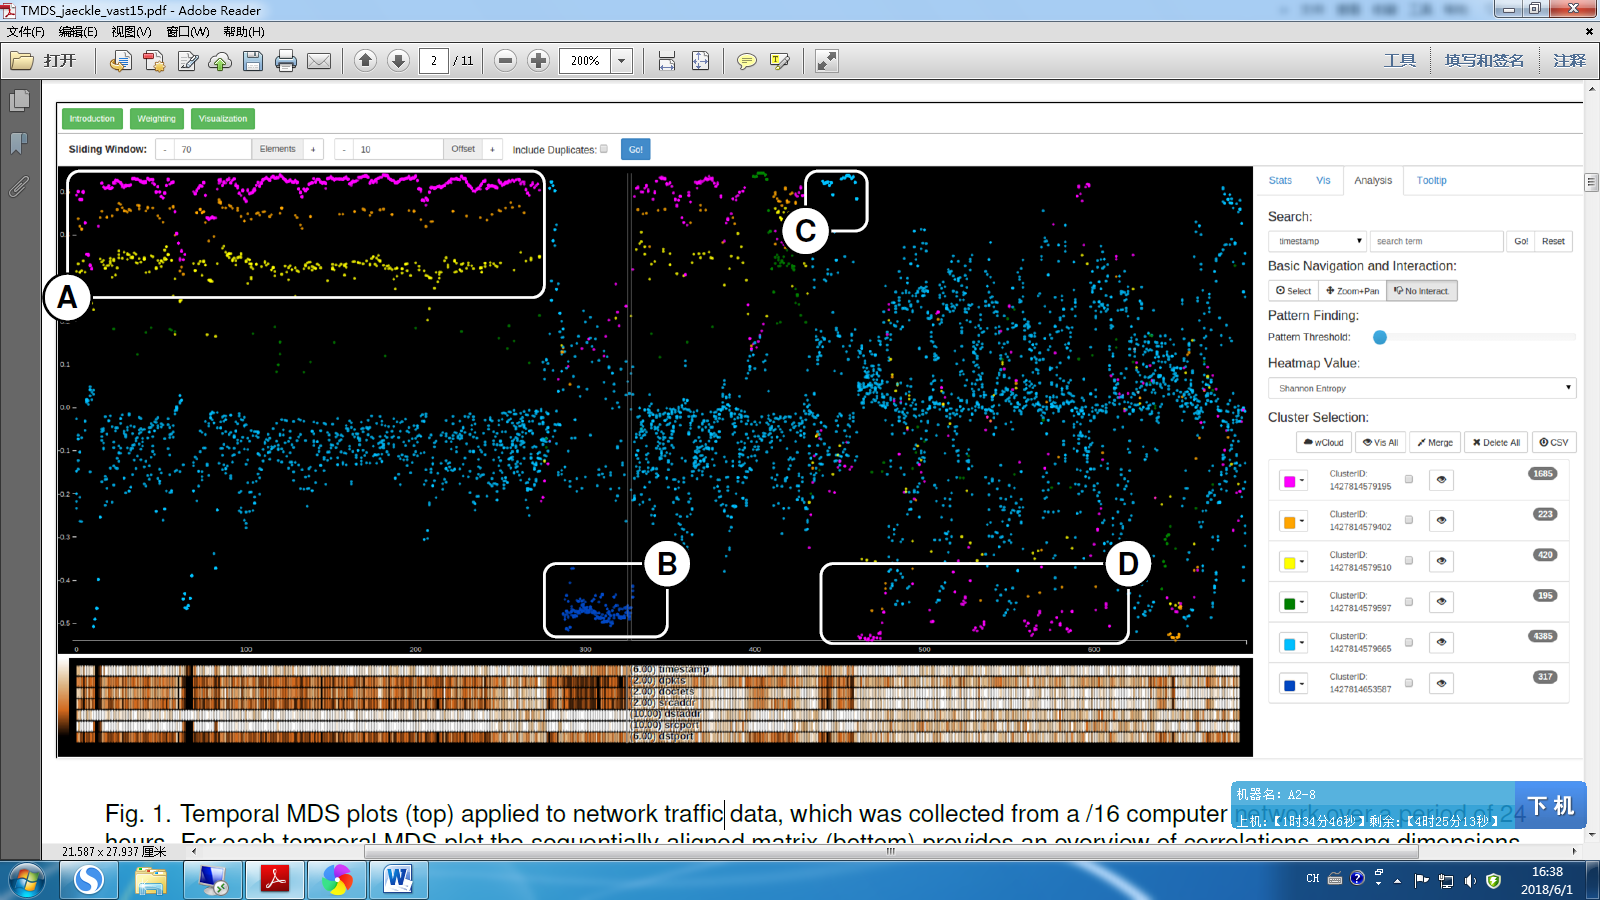 TMDS_jaeckle_vast15.pdf - Adobe Reader
文件(F) 编辑(E) 视图(V) 窗口(W) 帮助(H)
打开 2 / 11 200% 工具 填写和签名 注释
Introduction Weighting Visualization
Sliding Window: - 70 Elements + - 10 Offset + Include Duplicates: Go!
Stats Vis Analysis Tooltip
Search:
timestamp search term Go! Reset
Basic Navigation and Interaction:
Select Zoom+Pan No Interact.
Pattern Finding:
Pattern Threshold:
Heatmap Value:
Shannon Entropy
Cluster Selection:
wCloud Vis All Merge Delete All CSV
ClusterID:
1427814579195
1685
ClusterID:
1427814579402
223
ClusterID:
1427814579510
420
ClusterID:
1427814579597
195
ClusterID:
1427814579665
4385
ClusterID:
1427814653587
317
A
B
C
D
0.1
0.0
0.1
0.2
0.3
0.4
0.5
0 100 200 300 400 500 600
(6.00) timestamp
(2.00) dpkts
(2.00) doctets
(2.00) srcaddr
(10.00) dstaddr
(10.00) srcport
(6.00) dstport
Fig. 1. Temporal MDS plots (top) applied to network traffic data, which was collected from a /16 computer network over a period of 24
hours. For each temporal MDS plot the sequentially aligned matrix (bottom) provides an overview of correlations among dimensions
机器名: A2-8
上机:【1时34分46秒】剩余:【4时25分13秒】
下 机
21.587 x 27.937 厘米
CH
16:38
2018/6/1